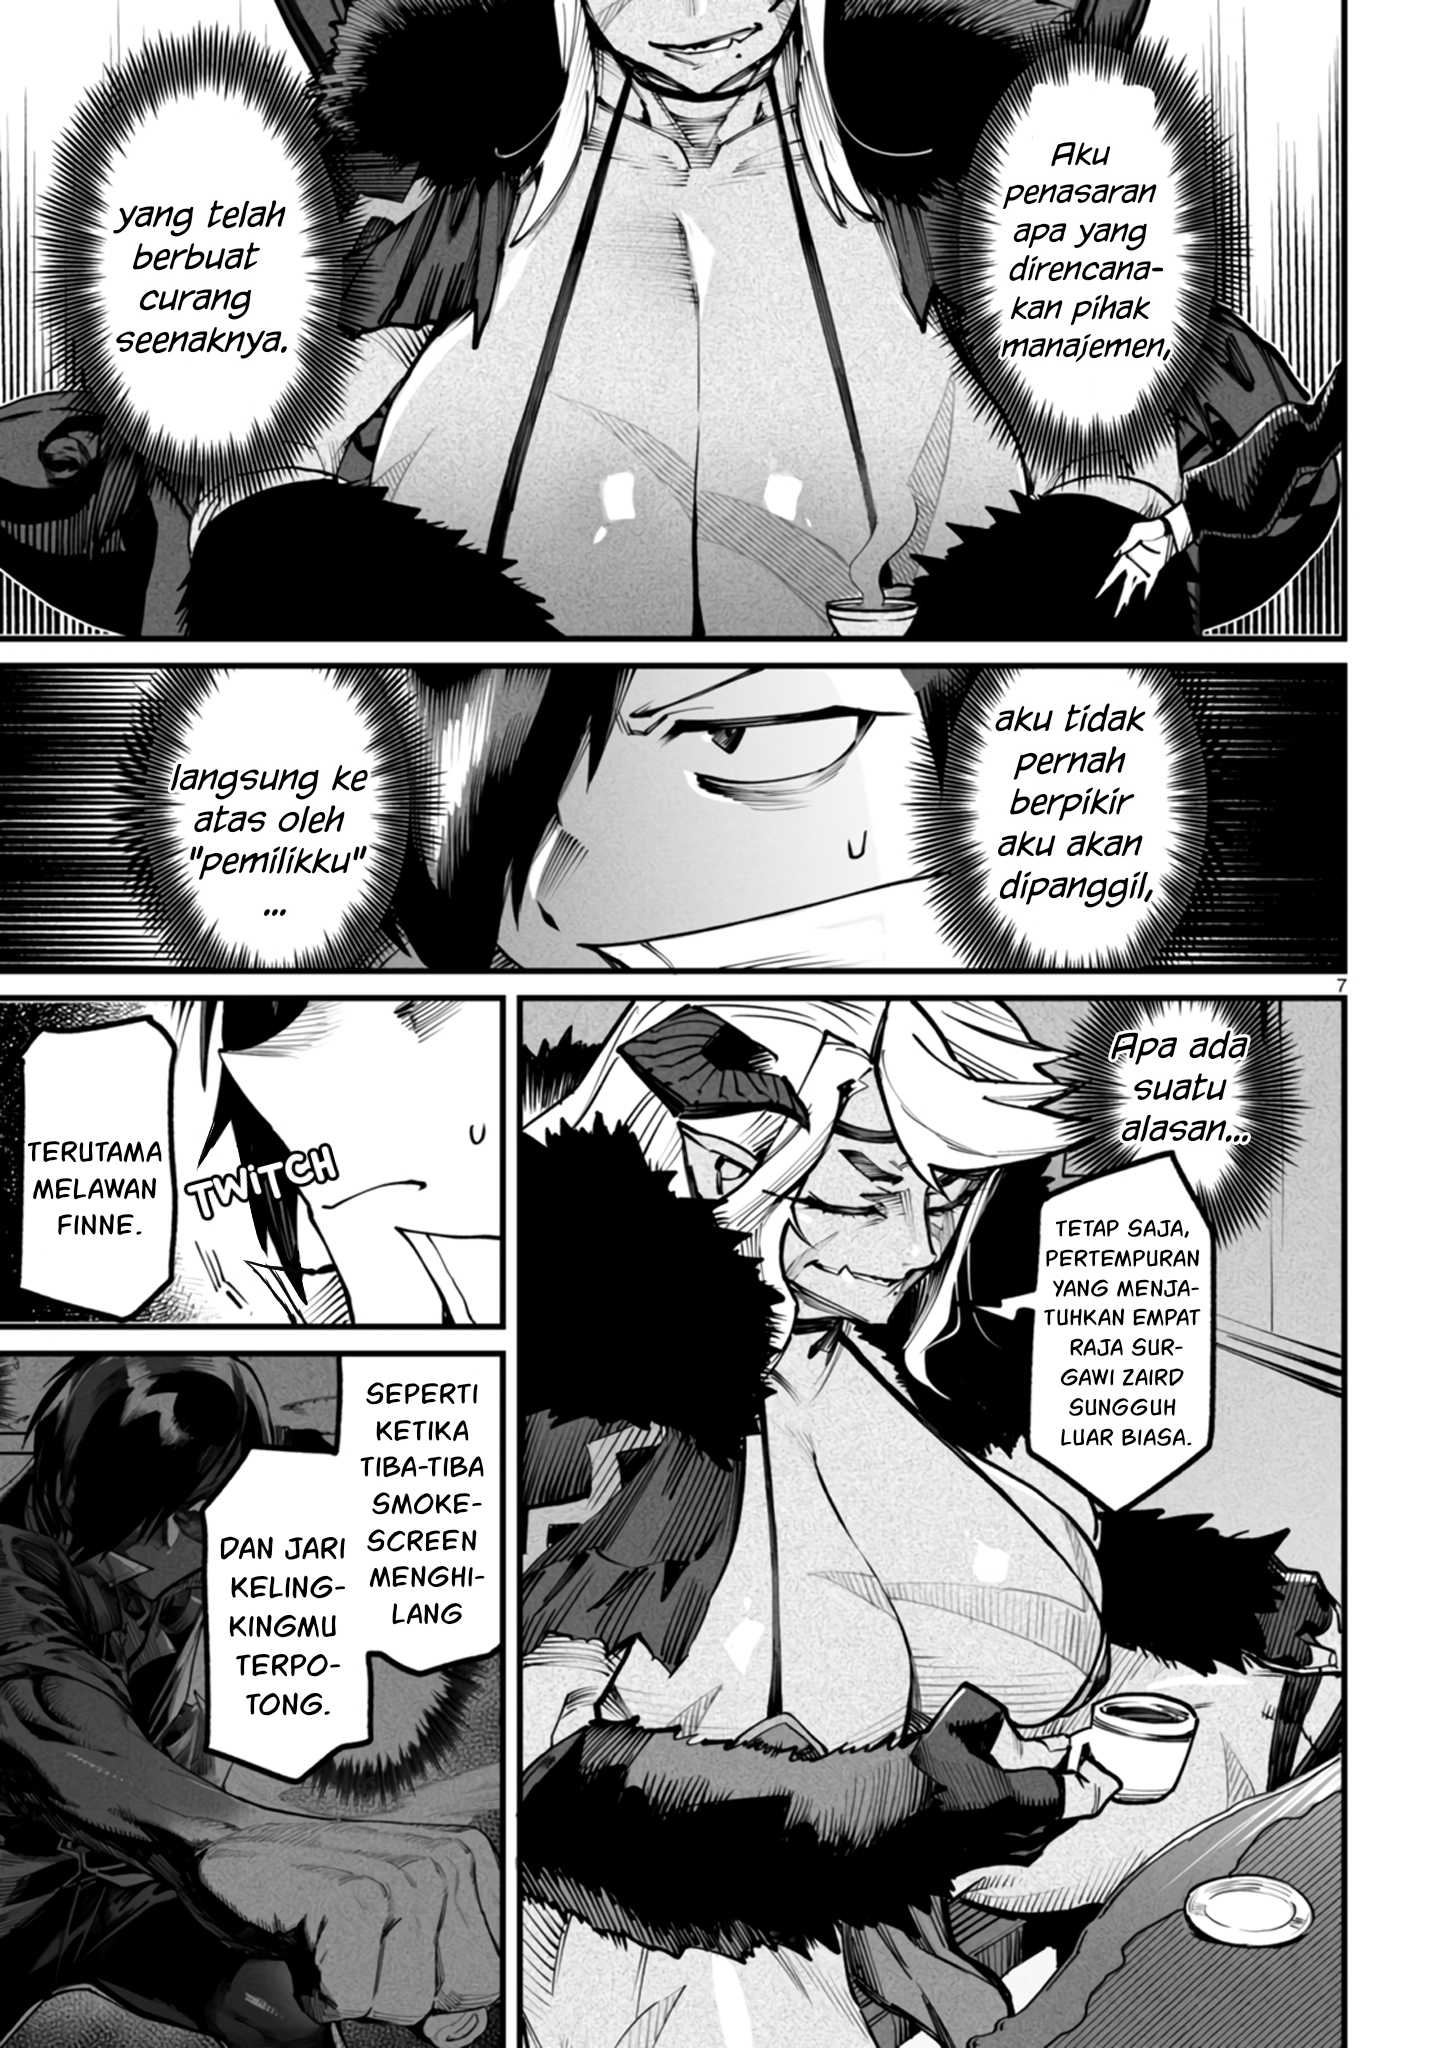 Aku
penasaran
apa yang
direncana-
kan pihak
manajemen,
yang telah
berbuat
curang
seenaknya.
aku tidak
pernah
berpikir
aku akan
dipanggil,
langsung ke
atas oleh
"pemilikku"
...
7
Apa ada
suatu
alasan...
TETAP SAJA,
PERTEMPURAN
YANG MENJA-
TUHKAN EMPAT
RAJA SUR-
GAWI ZAIRD
SUNGGUH
LUAR BIASA.
TERUTAMA
MELAWAN
FINNE.
TWITCH
SEPERTI
KETIKA
TIBA-TIBA
SMOKE-
SCREEN
MENGHI-
LANG
DAN JARI
KELING-
KINGMU
TERPO-
TONG.